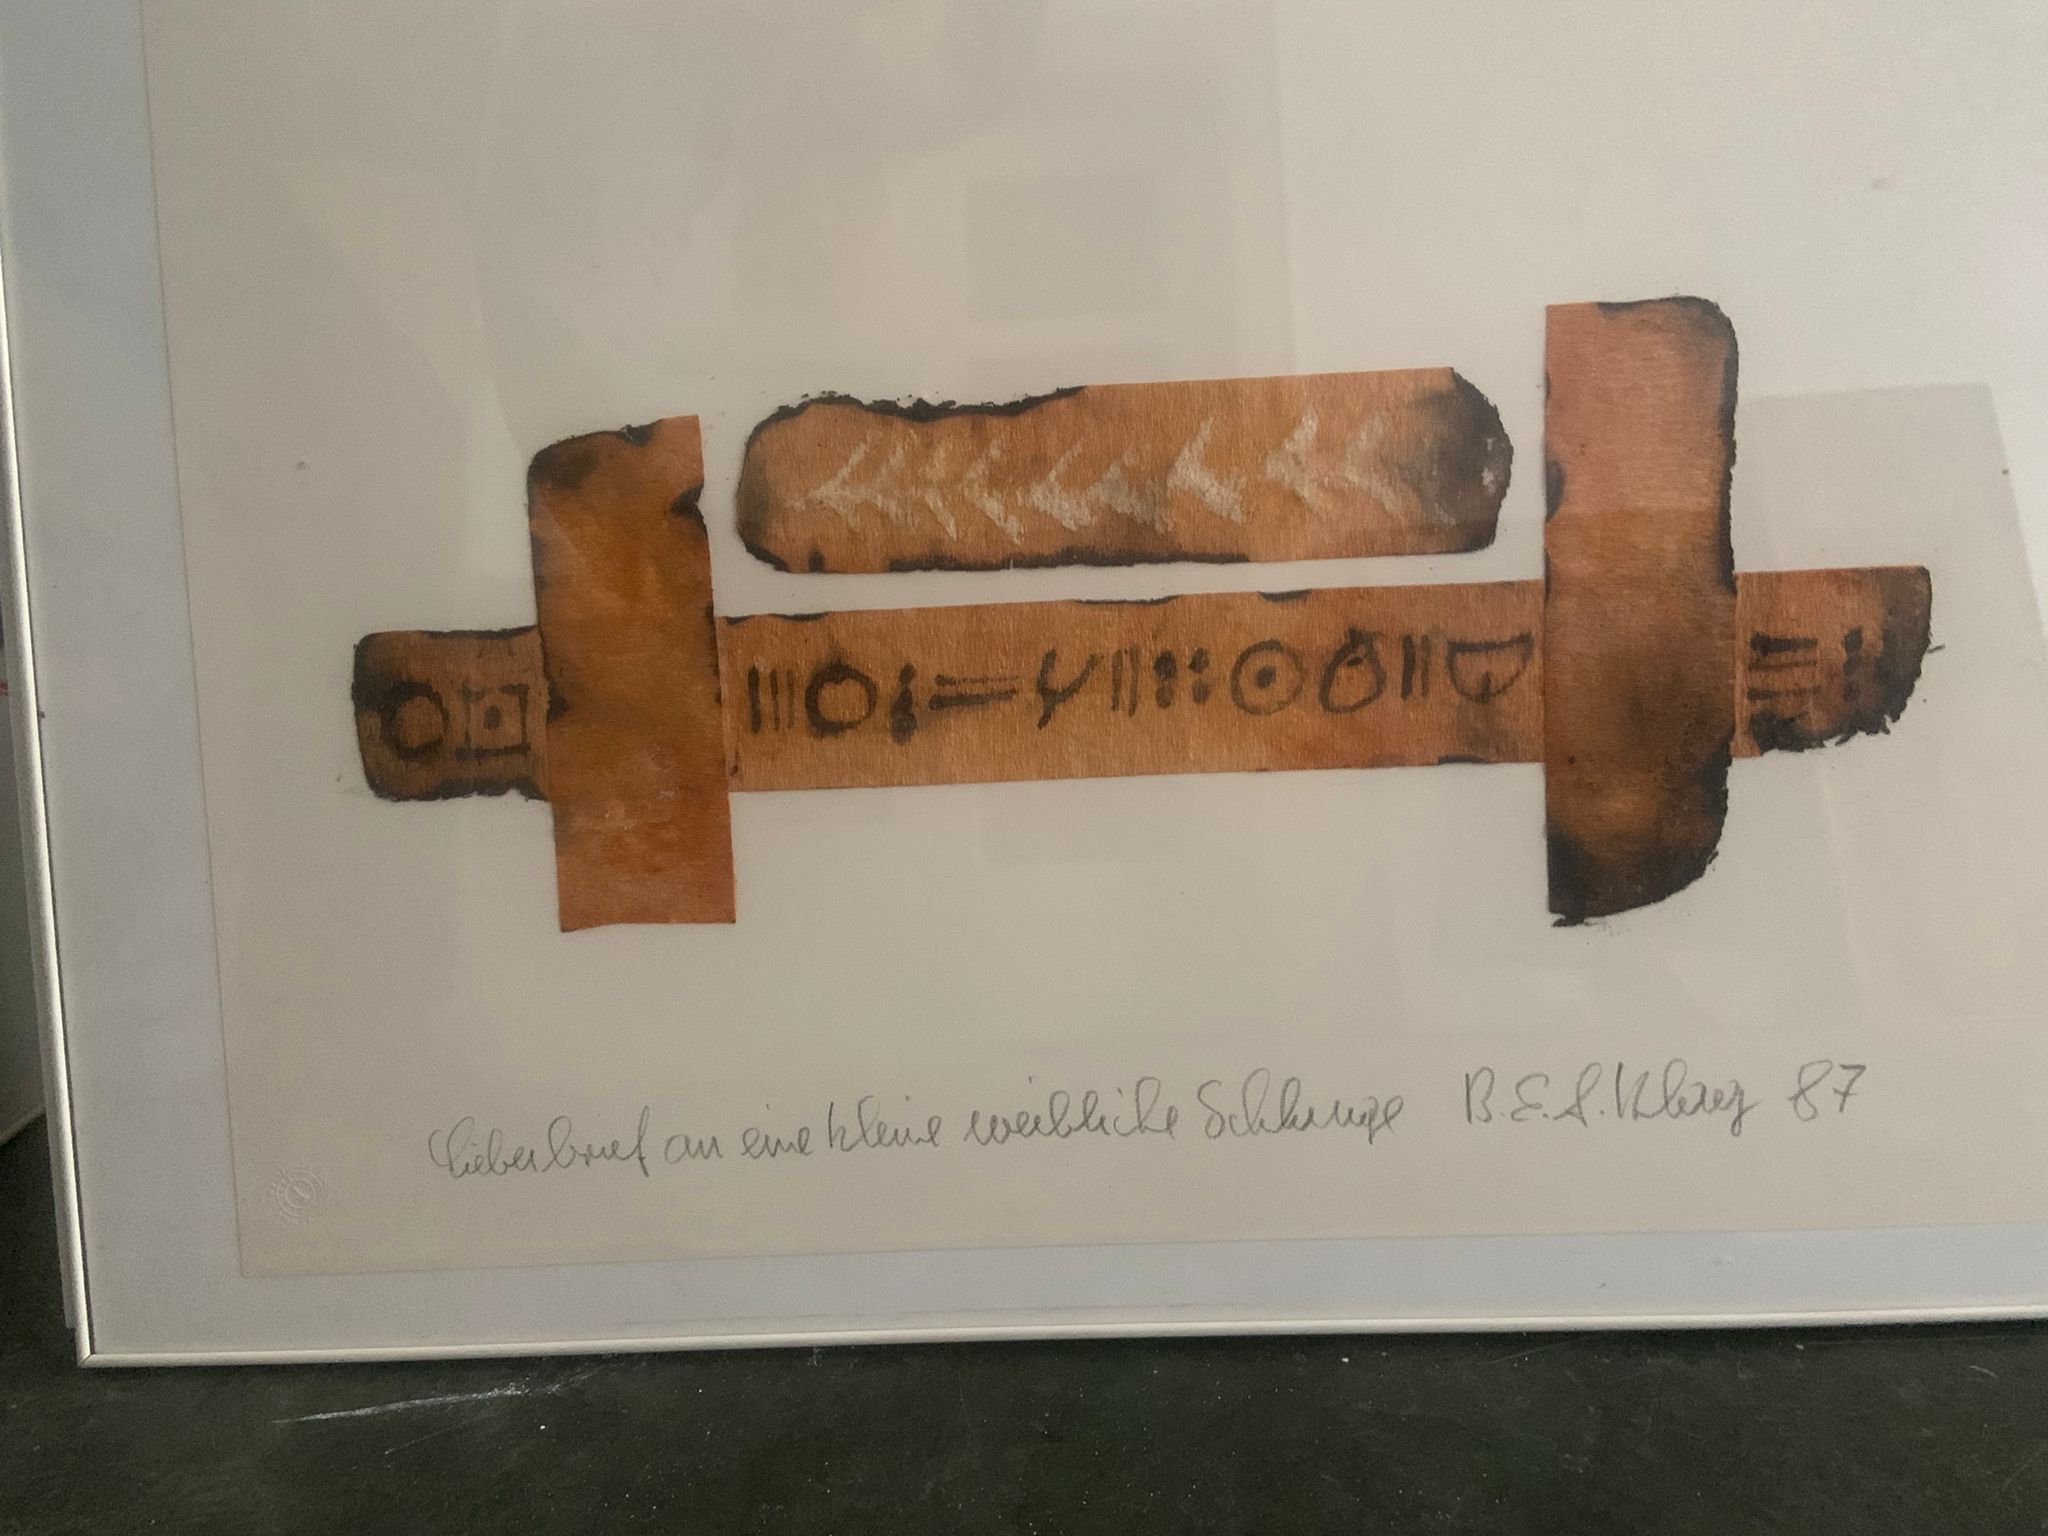 Liebesbrief an eine kleine weibliche Schlange B.E.S. 87